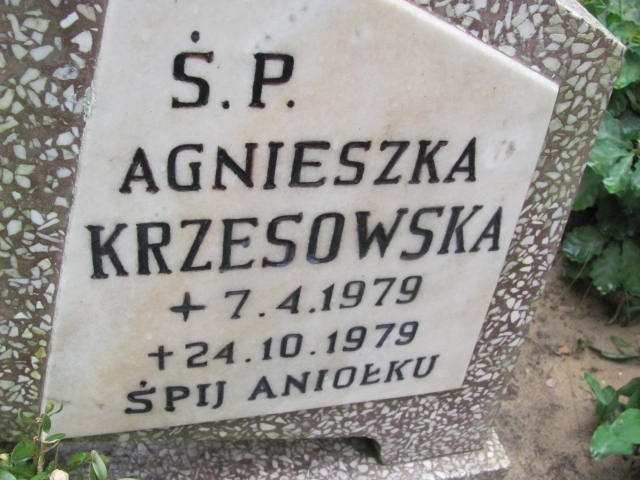 Ś.P.
AGNIESZKA
KRZESOWSKA
+ 7.4.1979
+ 24.10.1979
ŚPIJ ANIOŁKU